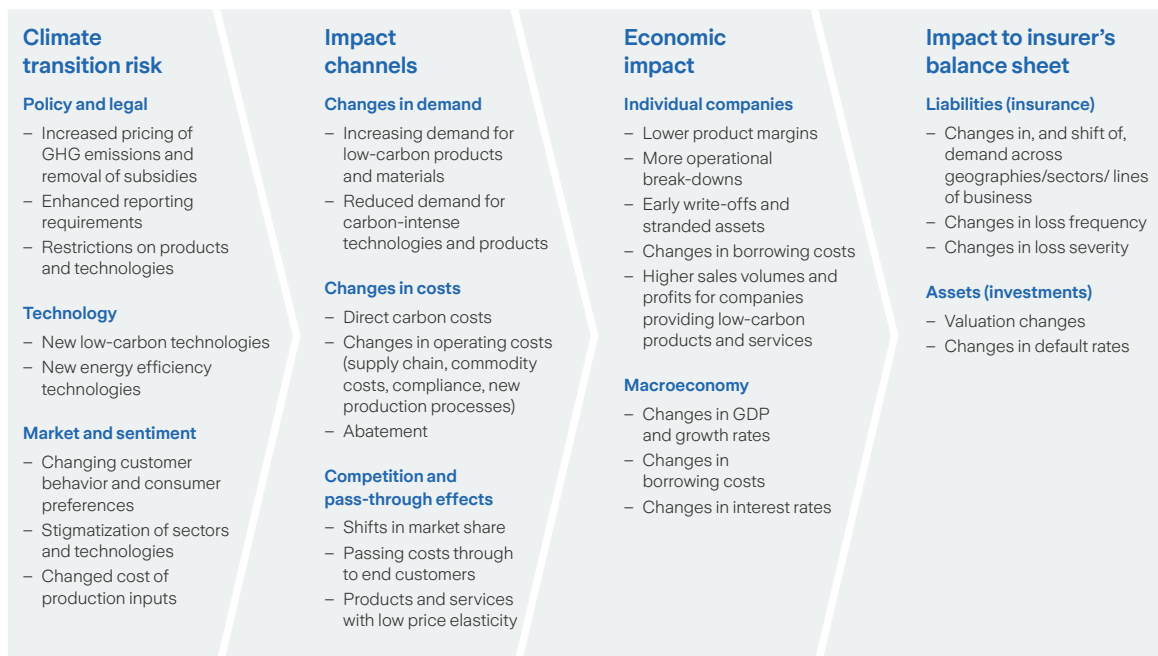 Climate
transition risk
Policy and legal
– Increased pricing of
GHG emissions and
removal of subsidies
– Enhanced reporting
requirements
– Restrictions on products
and technologies
Technology
– New low-carbon technologies
– New energy efficiency
technologies
Market and sentiment
– Changing customer
behavior and consumer
preferences
– Stigmatization of sectors
and technologies
– Changed cost of
production inputs
Impact
channels
Changes in demand
– Increasing demand for
low-carbon products
and materials
– Reduced demand for
carbon-intense
technologies and products
Changes in costs
– Direct carbon costs
– Changes in operating costs
(supply chain, commodity
costs, compliance, new
production processes)
– Abatement
Competition and
pass-through effects
– Shifts in market share
– Passing costs through
to end customers
– Products and services
with low price elasticity
Economic
impact
Individual companies
– Lower product margins
– More operational
break-downs
– Early write-offs and
stranded assets
– Changes in borrowing costs
– Higher sales volumes and
profits for companies
providing low-carbon
products and services
Macroeconomy
– Changes in GDP
and growth rates
– Changes in
borrowing costs
– Changes in interest rates
Impact to insurer’s
balance sheet
Liabilities (insurance)
– Changes in, and shift of,
demand across
geographies/sectors/ lines
of business
– Changes in loss frequency
– Changes in loss severity
Assets (investments)
– Valuation changes
– Changes in default rates